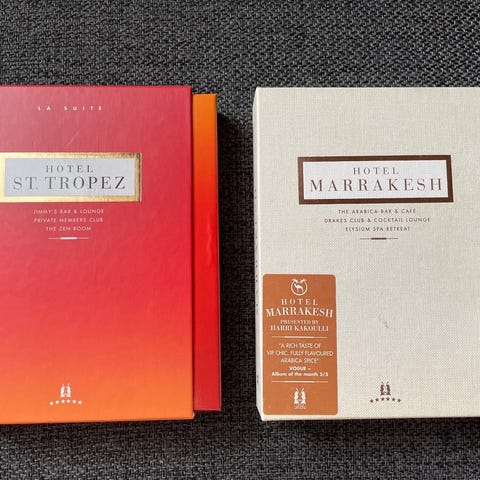 LA SUITE
HOTEL
ST. TROPEZ
JIMMY'S BAR & LOUNGE
PRIVATE MEMBERS CLUB
THE ZEN ROOM
HOTEL
MARRAKESH
THE ARABICA BAR & CAFÉ
DRAKES CLUB & COCKTAIL LOUNGE
ELYSIUM SPA RETREAT
HOTEL
MARRAKESH
PRESENTED BY
HARRI KAKOULLI
"A RICH TASTE OF
VIP CHIC, FULLY FLAVOURED
ARABICA SPICE"
VOGUE –
Album of the month 5/5